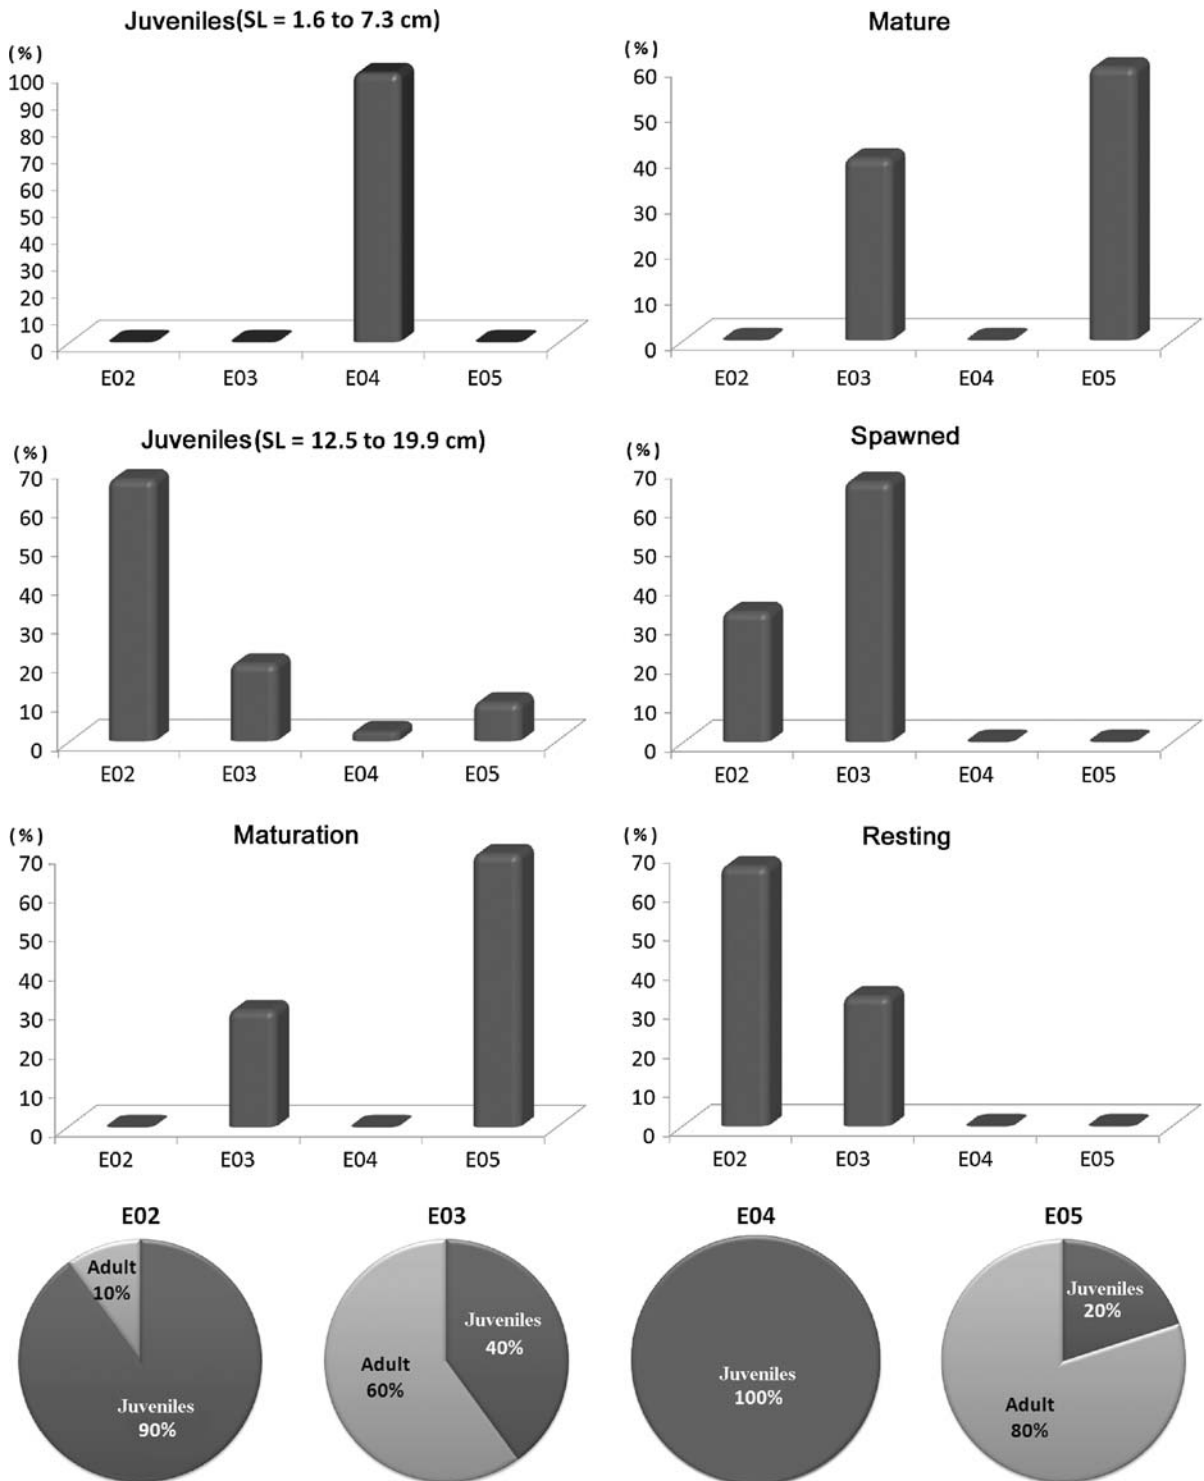 Juveniles(SL = 1.6 to 7.3 cm)
(%)
100
90
80
70
60
50
40
30
20
10
0
E02 E03 E04 E05
Mature
(%)
60
50
40
30
20
10
0
E02 E03 E04 E05
Juveniles(SL = 12.5 to 19.9 cm)
(%)
70
60
50
40
30
20
10
0
E02 E03 E04 E05
Spawned
(%)
70
60
50
40
30
20
10
0
E02 E03 E04 E05
Maturation
(%)
70
60
50
40
30
20
10
0
E02 E03 E04 E05
Resting
(%)
70
60
50
40
30
20
10
0
E02 E03 E04 E05
E02
Adult
10%
Juveniles
90%
E03
Juveniles
40%
Adult
60%
E04
Juveniles
100%
E05
Juveniles
20%
Adult
80%